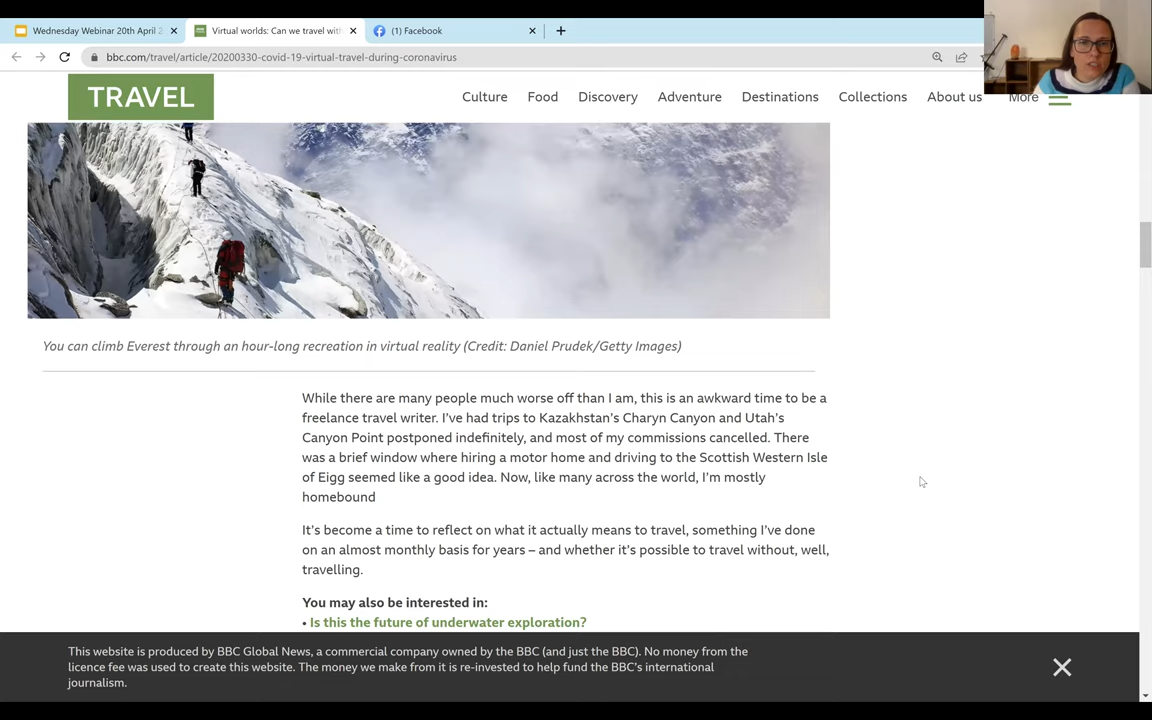 Wednesday Webinar 20th April 2
Virtual worlds: Can we travel with
(1) Facebook
bbc.com/travel/article/20200330-covid-19-virtual-travel-during-coronavirus
TRAVEL
Culture Food Discovery Adventure Destinations Collections About us More
You can climb Everest through an hour-long recreation in virtual reality (Credit: Daniel Prudek/Getty Images)
While there are many people much worse off than I am, this is an awkward time to be a
freelance travel writer. I've had trips to Kazakhstan's Charyn Canyon and Utah's
Canyon Point postponed indefinitely, and most of my commissions cancelled. There
was a brief window where hiring a motor home and driving to the Scottish Western Isle
of Eigg seemed like a good idea. Now, like many across the world, I'm mostly
homebound
It's become a time to reflect on what it actually means to travel, something I've done
on an almost monthly basis for years – and whether it's possible to travel without, well,
travelling.
You may also be interested in:
• Is this the future of underwater exploration?
This website is produced by BBC Global News, a commercial company owned by the BBC (and just the BBC). No money from the
licence fee was used to create this website. The money we make from it is re-invested to help fund the BBC's international
journalism.